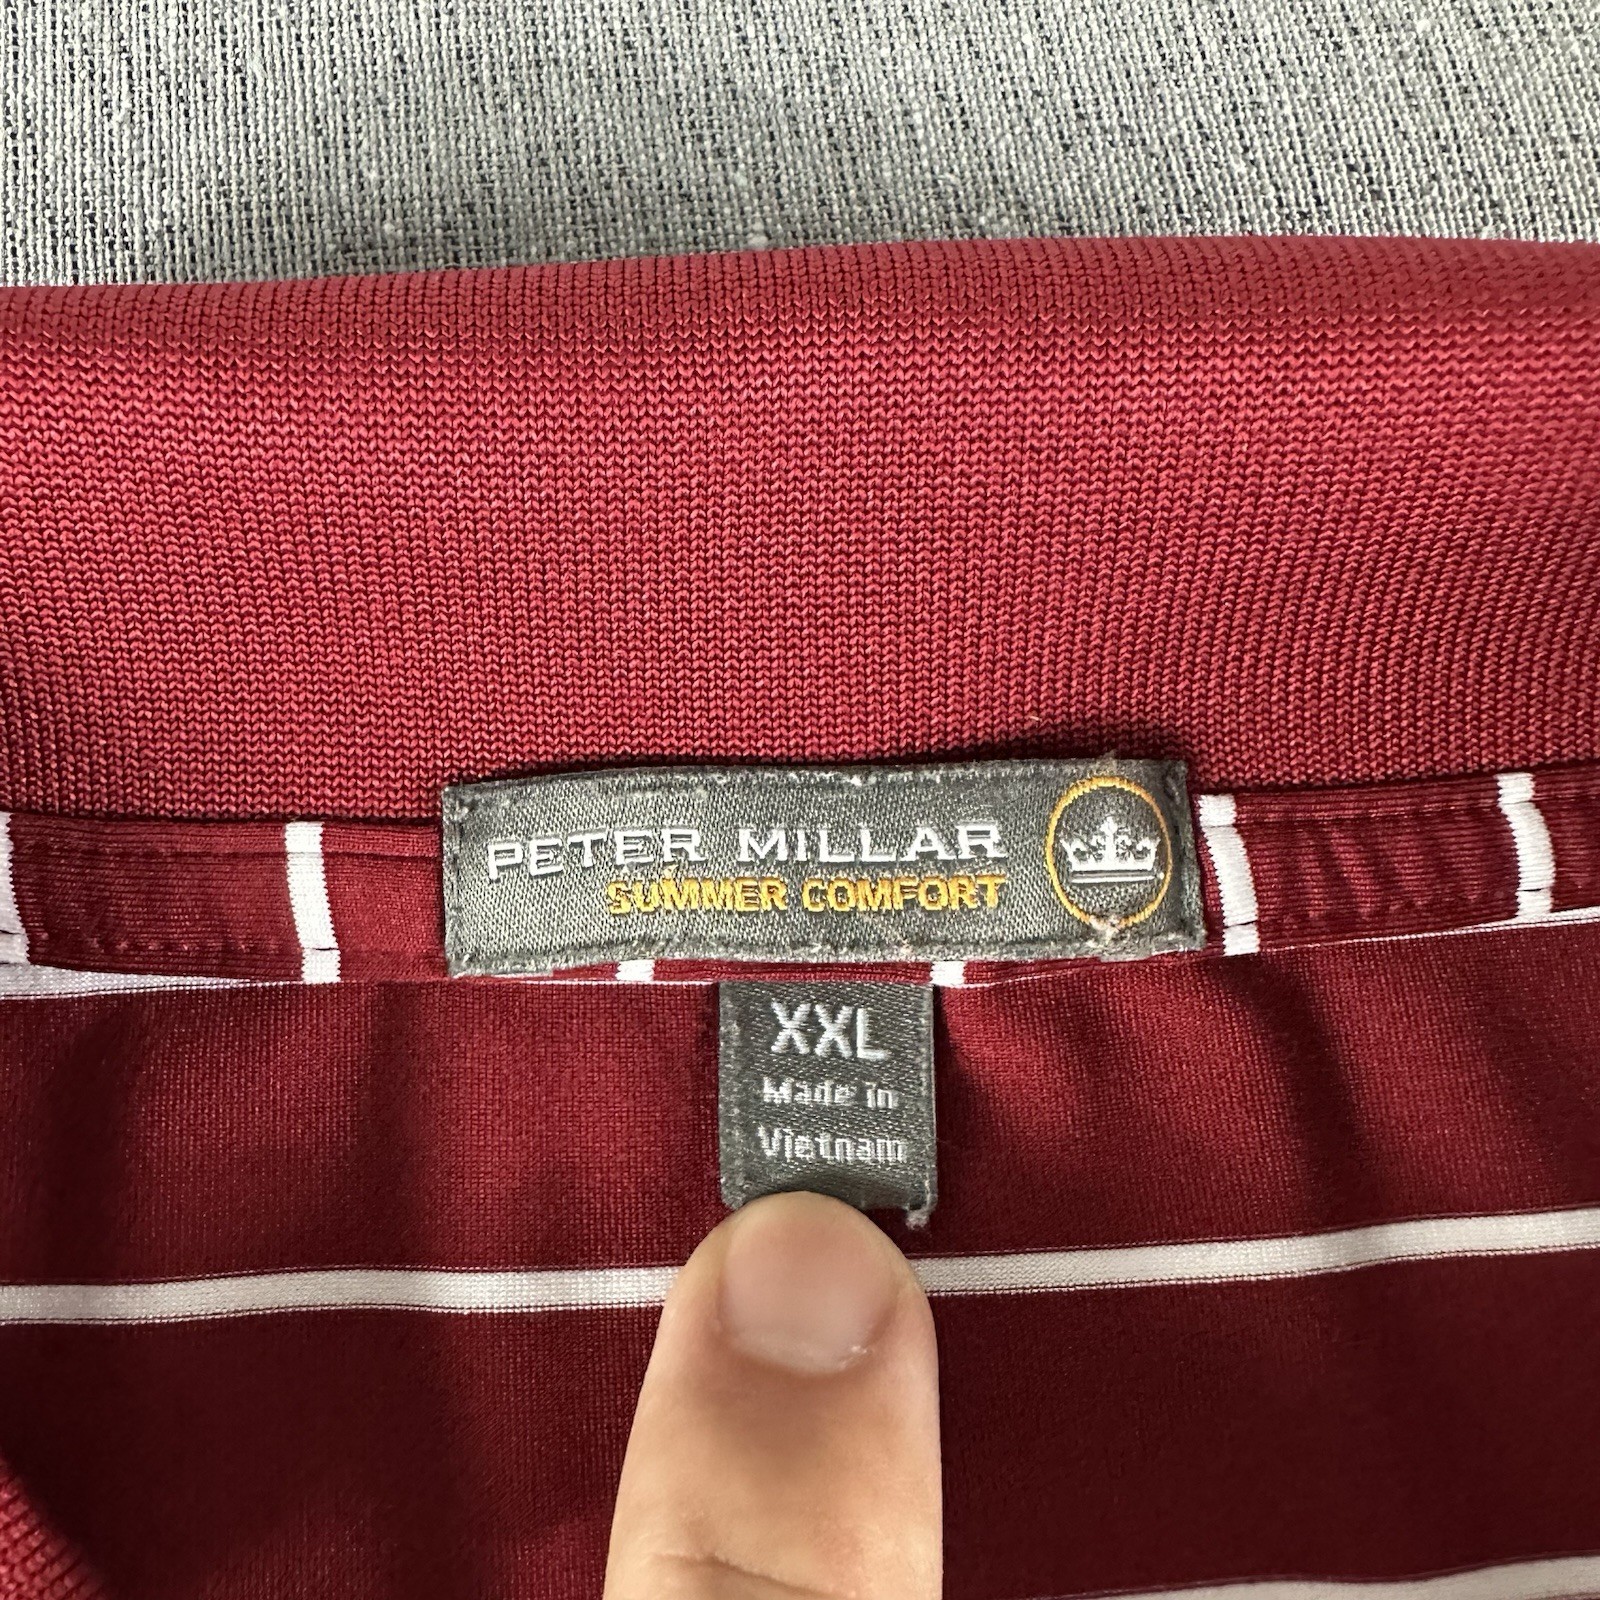 PETER MILLAR
SUMMER COMFORT
XXL
Made in
Vietnam